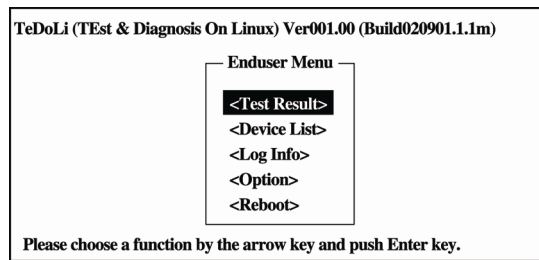 TeDoLi (TEst & Diagnosis On Linux) Ver001.00 (Build020901.1.1m)
Enduser Menu
<Test Result>
<Device List>
<Log Info>
<Option>
<Reboot>
Please choose a function by the arrow key and push Enter key.